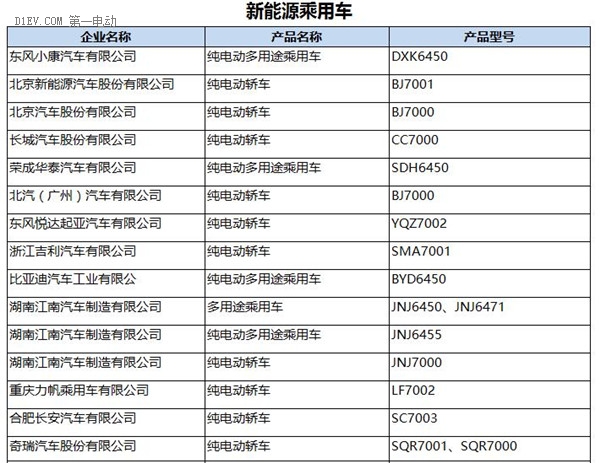 D1EV.COM 第一电动
新能源乘用车
企业名称 产品名称 产品型号
东风小康汽车有限公司 纯电动多用途乘用车 DXK6450
北京新能源汽车股份有限公司 纯电动轿车 BJ7001
北京汽车股份有限公司 纯电动轿车 BJ7000
长城汽车股份有限公司 纯电动轿车 CC7000
荣成华泰汽车有限公司 纯电动多用途乘用车 SDH6450
北汽（广州）汽车有限公司 纯电动轿车 BJ7000
东风悦达起亚汽车有限公司 纯电动轿车 YQZ7002
浙江吉利汽车有限公司 纯电动轿车 SMA7001
比亚迪汽车工业有限公 纯电动多用途乘用车 BYD6450
湖南江南汽车制造有限公司 多用途乘用车 JNJ6450、JNJ6471
湖南江南汽车制造有限公司 纯电动多用途乘用车 JNJ6455
湖南江南汽车制造有限公司 纯电动轿车 JNJ7000
重庆力帆乘用车有限公司 纯电动轿车 LF7002
合肥长安汽车有限公司 纯电动轿车 SC7003
奇瑞汽车股份有限公司 纯电动轿车 SQR7001、SQR7000